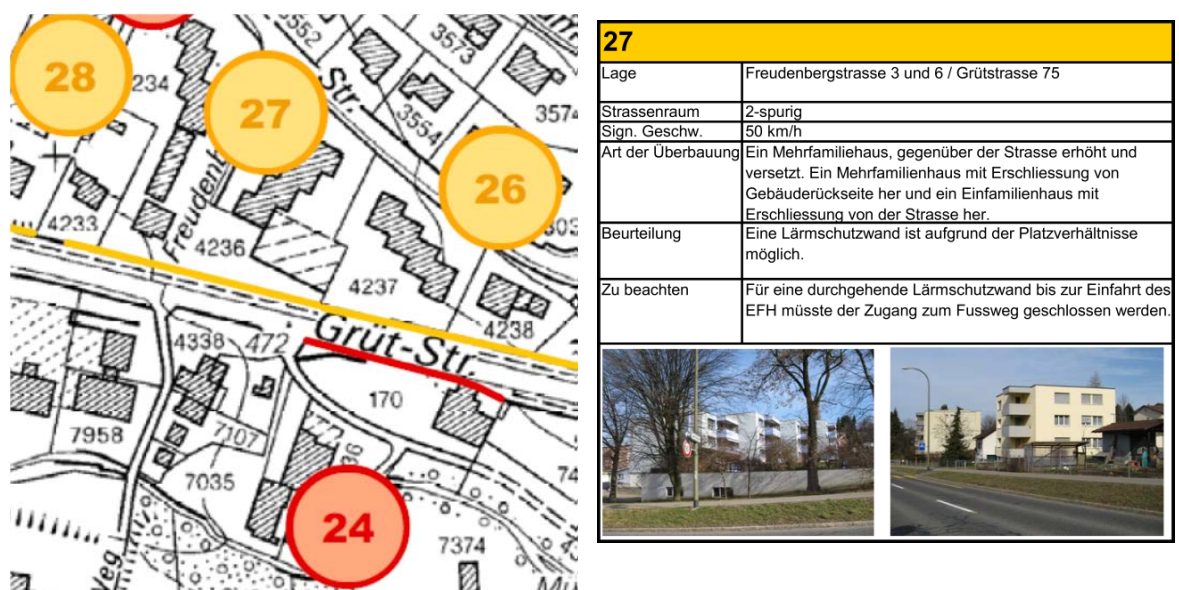 3552
3573
28
234
27
Str.
3554
3574
26
303
4233
Freudenb
4236
4237
4238
Grüt-Str.
4338
472
170
7958
7107
7035
24
7374
Weg
27
Lage Freudenbergstrasse 3 und 6 / Grütstrasse 75
Strassenraum 2-spurig
Sign. Geschw. 50 km/h
Art der Überbauung Ein Mehrfamiliehaus, gegenüber der Strasse erhöht und
versetzt. Ein Mehrfamilienhaus mit Erschliessung von
Gebäuderückseite her und ein Einfamilienhaus mit
Erschliessung von der Strasse her.
Beurteilung Eine Lärmschutzwand ist aufgrund der Platzverhältnisse
möglich.
Zu beachten Für eine durchgehende Lärmschutzwand bis zur Einfahrt des
EFH müsste der Zugang zum Fussweg geschlossen werden.